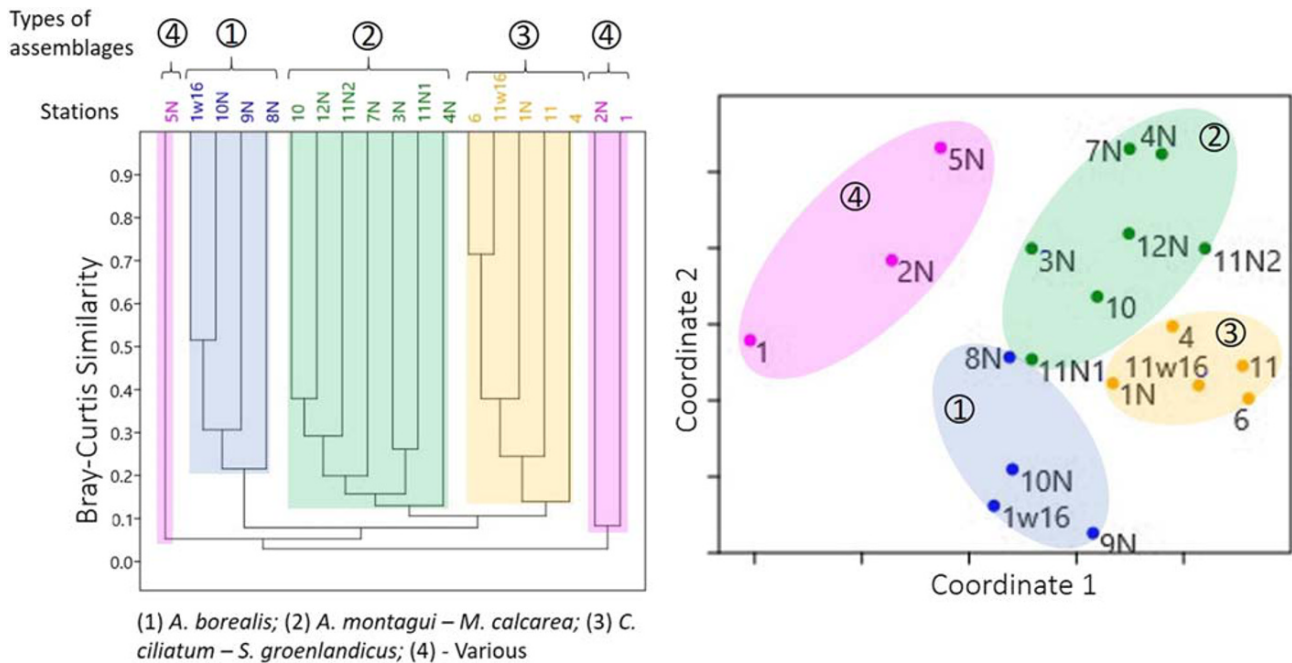 Types of
assemblages
④ ① ② ③ ④
Stations
5N 1w16 10N 9N 8N 10 12N 11N2 7N 3N 11N1 4N 6 11w16 1N 11 4 2N 1
Bray-Curtis Similarity
0.9
0.8
0.7
0.6
0.5
0.4
0.3
0.2
0.1
0.0
(1) A. borealis; (2) A. montagui – M. calcarea; (3) C.
ciliatum – S. groenlandicus; (4) - Various
Coordinate 2
7N 4N ②
5N
④
12N
3N 11N2
2N
10
4 ③
1 8N 11N1 11w16 11
1N
① 6
10N
1w16
9N
Coordinate 1